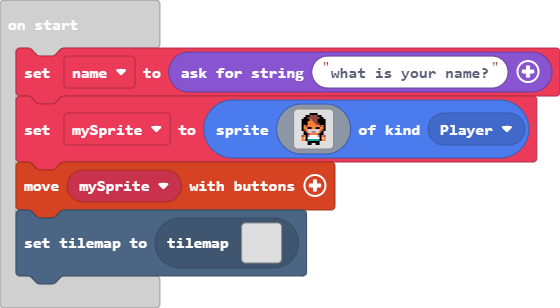 on start
set name to ask for string "what is your name?"
set mySprite to sprite of kind Player
move mySprite with buttons
set tilemap to tilemap